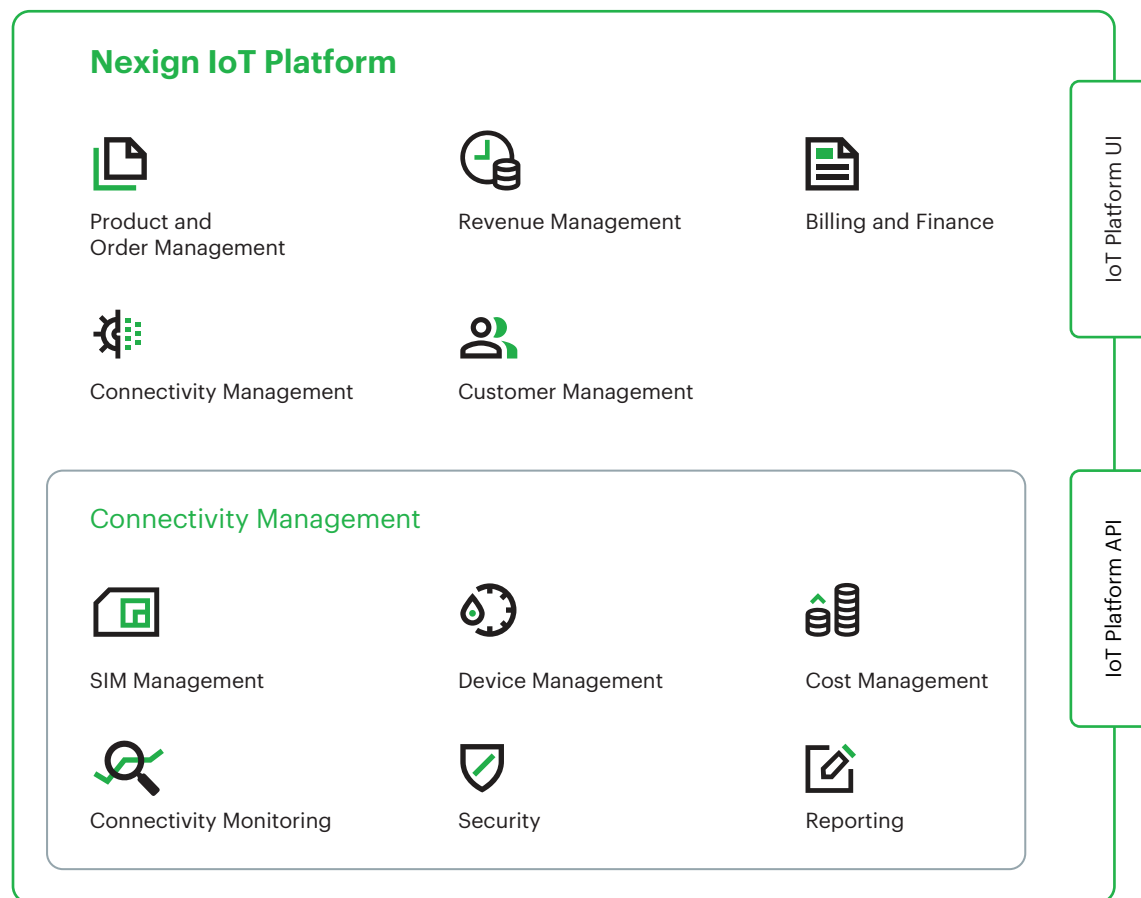 Nexign IoT Platform
Product and
Order Management
Revenue Management
Billing and Finance
Connectivity Management
Customer Management
IoT Platform UI
Connectivity Management
SIM Management
Device Management
Cost Management
Connectivity Monitoring
Security
Reporting
IoT Platform API